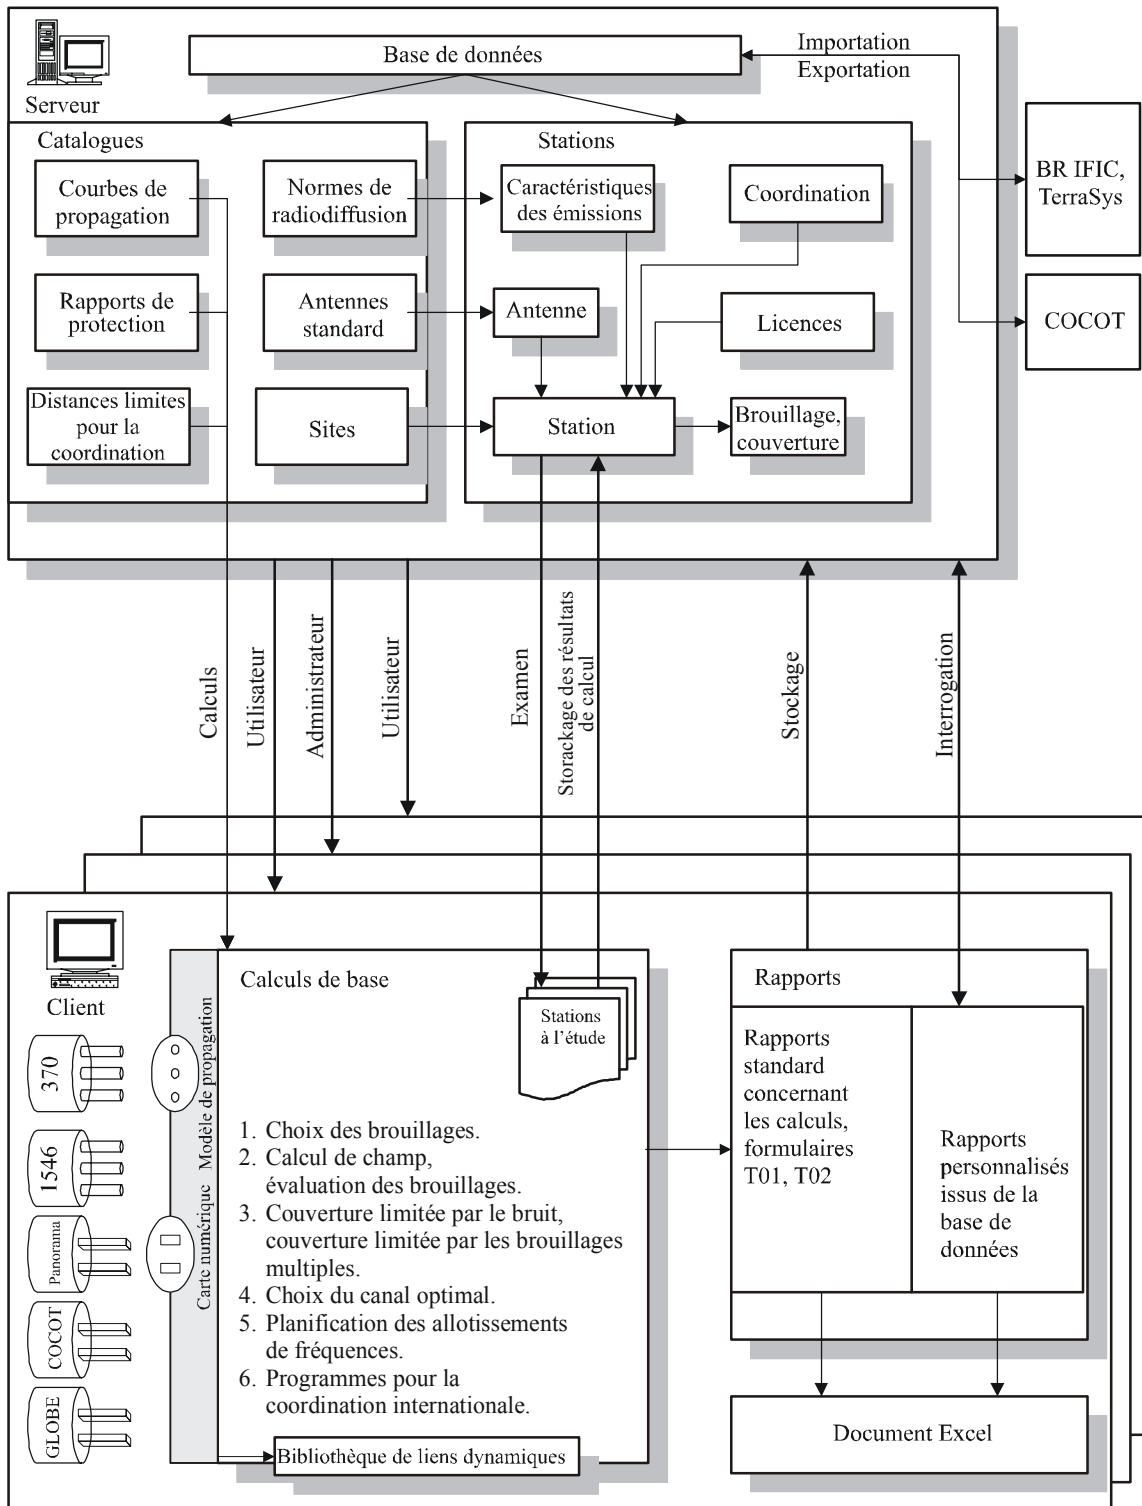 Base de données
Importation
Exportation
Serveur
Catalogues
Stations
Courbes de
propagation
Normes de
radiodiffusion
Caractéristiques
des émissions
Coordination
BR IFIC,
TerraSys
Rapports de
protection
Antennes
standard
Antenne
Licences
COCOT
Distances limites
pour la
coordination
Sites
Station
Brouillage,
couverture
Calculs
Utilisateur
Administrateur
Utilisateur
Examen
Storackage des résultats
de calcul
Stockage
Interrogation
Client
370
1546
Panorama
COCOT
GLOBE
Modèle de propagation
Carte numérique
Calculs de base
Stations
à l'étude
1. Choix des brouillages.
2. Calcul de champ,
évaluation des brouillages.
3. Couverture limitée par le bruit,
couverture limitée par les brouillages
multiples.
4. Choix du canal optimal.
5. Planification des allotissements
de fréquences.
6. Programmes pour la
coordination internationale.
Bibliothèque de liens dynamiques
Rapports
Rapports
standard
concernant
les calculs,
formulaires
T01, T02
Rapports
personnalisés
issus de la
base de
données
Document Excel